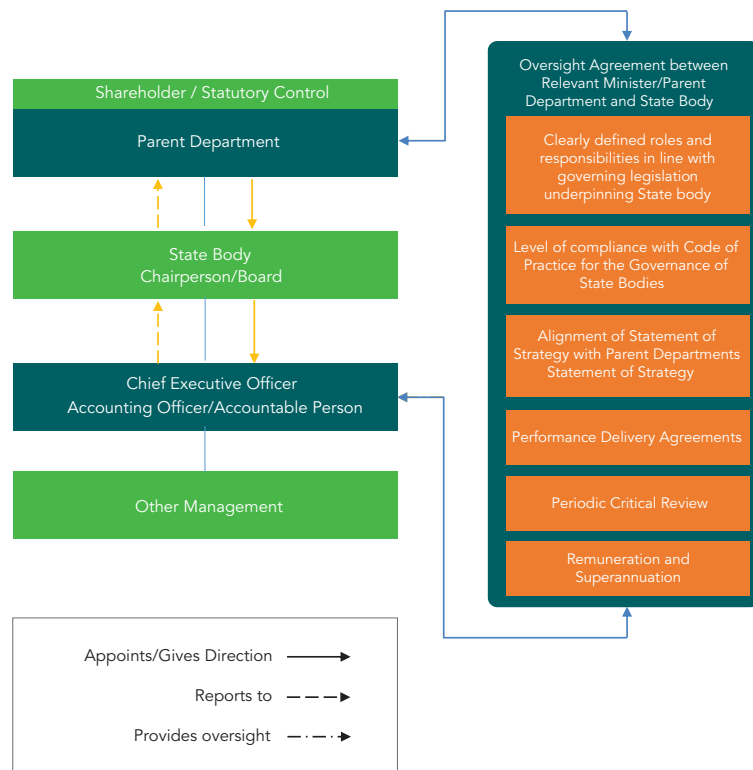 Shareholder / Statutory Control
Parent Department
State Body
Chairperson/Board
Chief Executive Officer
Accounting Officer/Accountable Person
Other Management
Oversight Agreement between
Relevant Minister/Parent
Department and State Body
Clearly defined roles and
responsibilities in line with
governing legislation
underpinning State body
Level of compliance with Code of
Practice for the Governance of
State Bodies
Alignment of Statement of
Strategy with Parent Departments
Statement of Strategy
Performance Delivery Agreements
Periodic Critical Review
Remuneration and
Superannuation
Appoints/Gives Direction
Reports to
Provides oversight